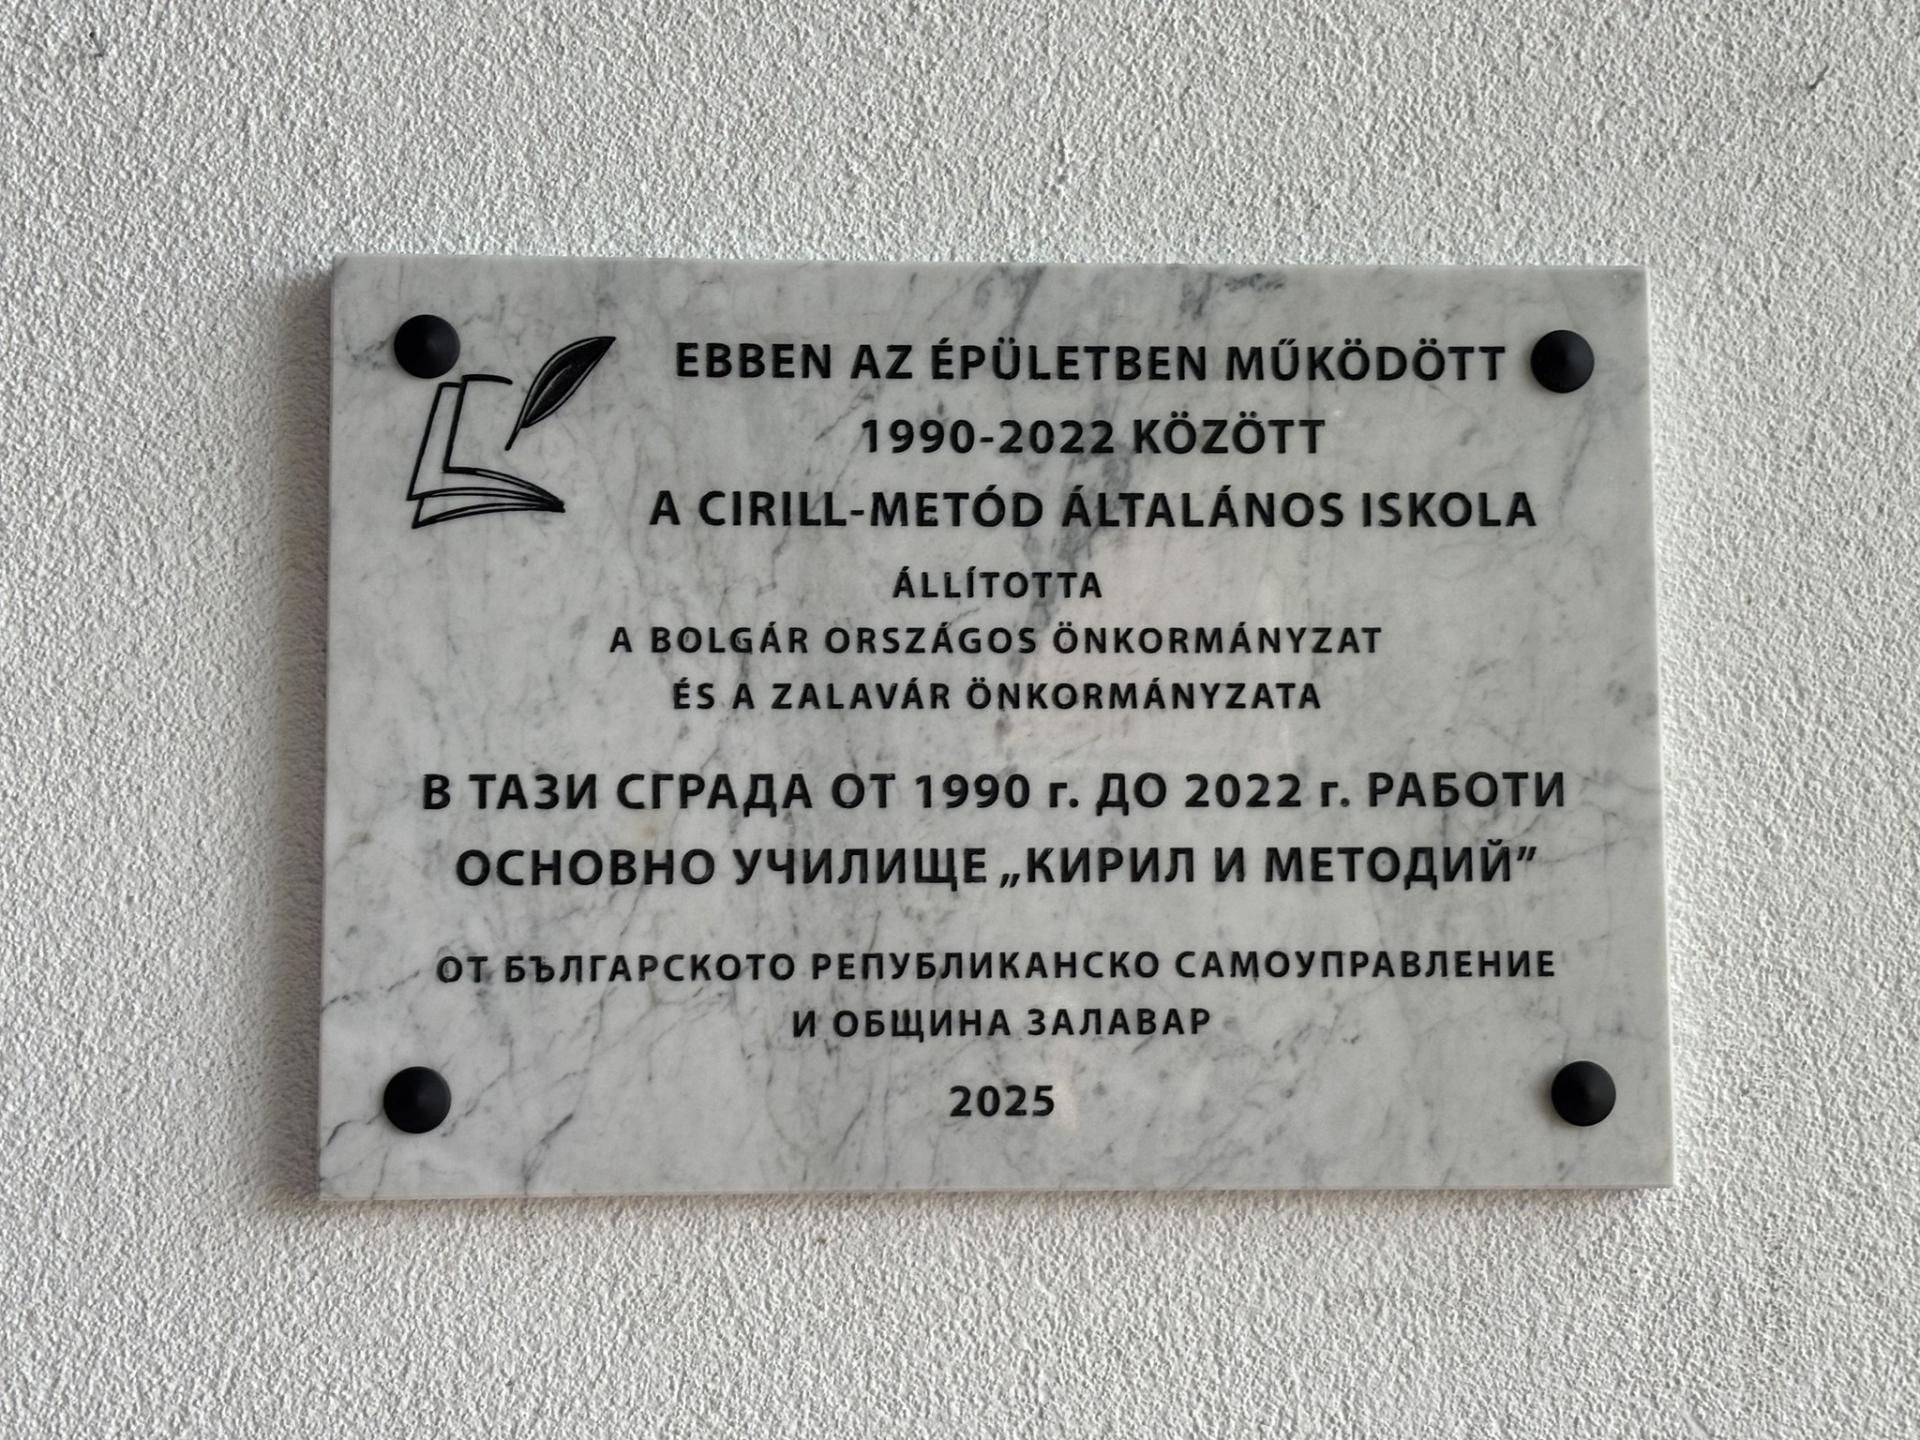 EBBEN AZ ÉPÜLETBEN MŰKÖDÖTT
1990-2022 KÖZÖTT
A CIRILL-METÓD ÁLTALÁNOS ISKOLA
ÁLLÍTOTTA
A BOLGÁR ORSZÁGOS ÖNKORMÁNYZAT
ÉS A ZALAVÁR ÖNKORMÁNYZATA
В ТАЗИ СГРАДА ОТ 1990 г. ДО 2022 г. РАБОТИ
ОСНОВНО УЧИЛИЩЕ „КИРИЛ И МЕТОДИЙ”
ОТ БЪЛГАРСКОТО РЕПУБЛИКАНСКО САМОУПРАВЛЕНИЕ
И ОБЩИНА ЗАЛАВАР
2025